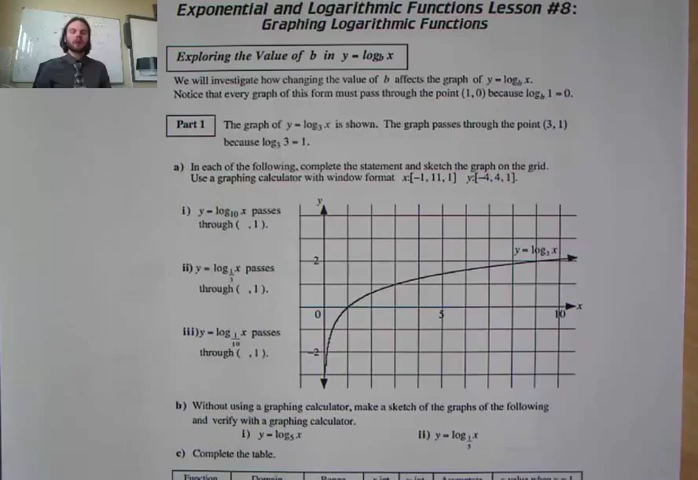 Exponential and Logarithmic Functions Lesson #8:
Graphing Logarithmic Functions
Exploring the Value of b in y = log_b x
We will investigate how changing the value of b affects the graph of y = log_b x.
Notice that every graph of this form must pass through the point (1, 0) because log_b 1 = 0.
Part 1 The graph of y = log_3 x is shown. The graph passes through the point (3, 1)
because log_3 3 = 1.
a) In each of the following, complete the statement and sketch the graph on the grid.
Use a graphing calculator with window format x:[-1, 11, 1] y:[-4, 4, 1].
i) y = log_10 x passes
through ( , 1 ).
ii) y = log_1/3 x passes
through ( , 1 ).
iii) y = log_1/10 x passes
through ( , 1 ).
y
2
y = log_3 x
0
5
10
x
-2
b) Without using a graphing calculator, make a sketch of the graphs of the following
and verify with a graphing calculator.
i) y = log_5 x ii) y = log_1/5 x
c) Complete the table.
Function Domain Range